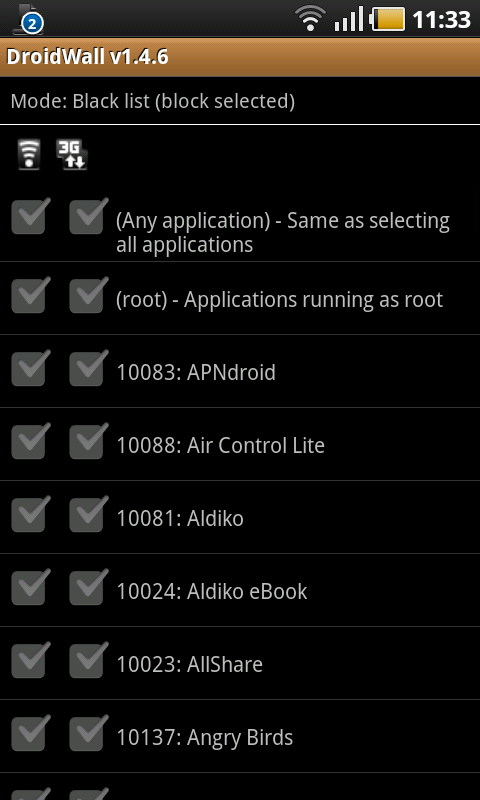 2
11:33
DroidWall v1.4.6
Mode: Black list (block selected)
3G
(Any application) - Same as selecting
all applications
(root) - Applications running as root
10083: APNdroid
10088: Air Control Lite
10081: Aldiko
10024: Aldiko eBook
10023: AllShare
10137: Angry Birds